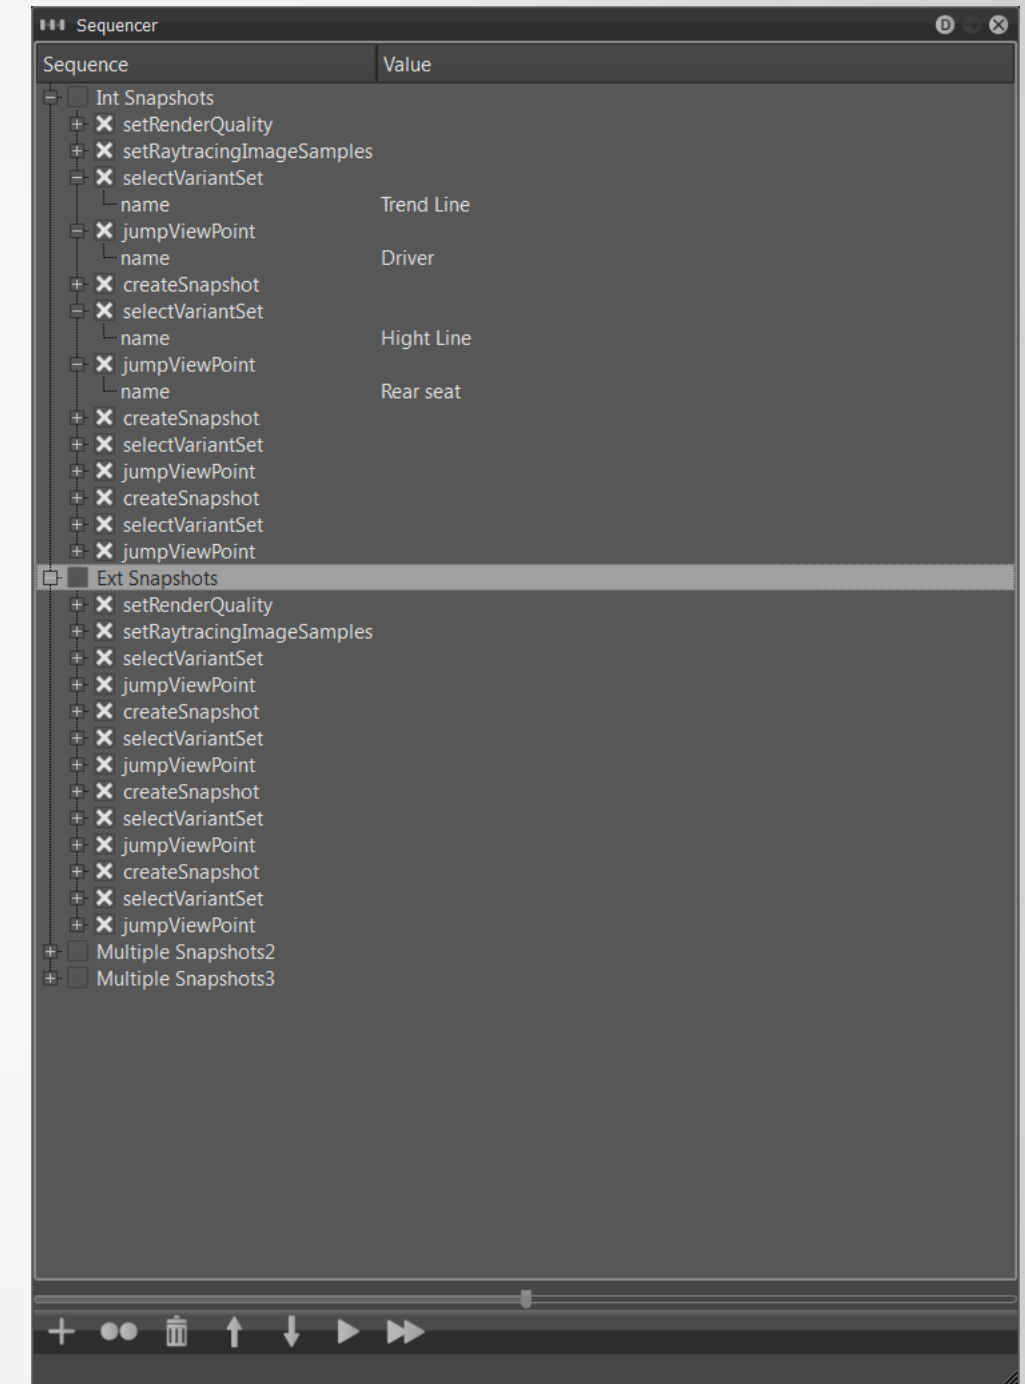 Sequencer D
Sequence Value
Int Snapshots
setRenderQuality
setRaytracingImageSamples
selectVariantSet
name Trend Line
jumpViewPoint
name Driver
createSnapshot
selectVariantSet
name Hight Line
jumpViewPoint
name Rear seat
createSnapshot
selectVariantSet
jumpViewPoint
createSnapshot
selectVariantSet
jumpViewPoint
Ext Snapshots
setRenderQuality
setRaytracingImageSamples
selectVariantSet
jumpViewPoint
createSnapshot
selectVariantSet
jumpViewPoint
createSnapshot
selectVariantSet
jumpViewPoint
createSnapshot
selectVariantSet
jumpViewPoint
Multiple Snapshots2
Multiple Snapshots3